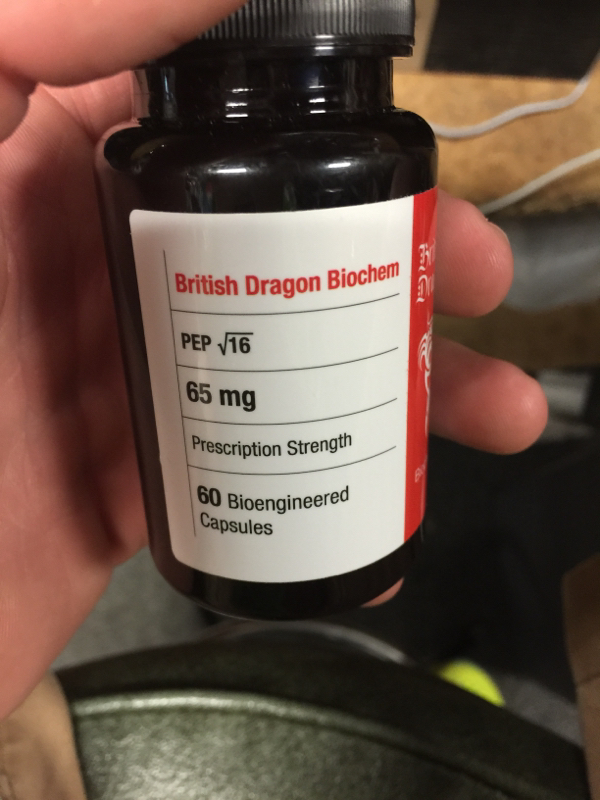 British Dragon Biochem
PEP √16
65 mg
Prescription Strength
60 Bioengineered
Capsules